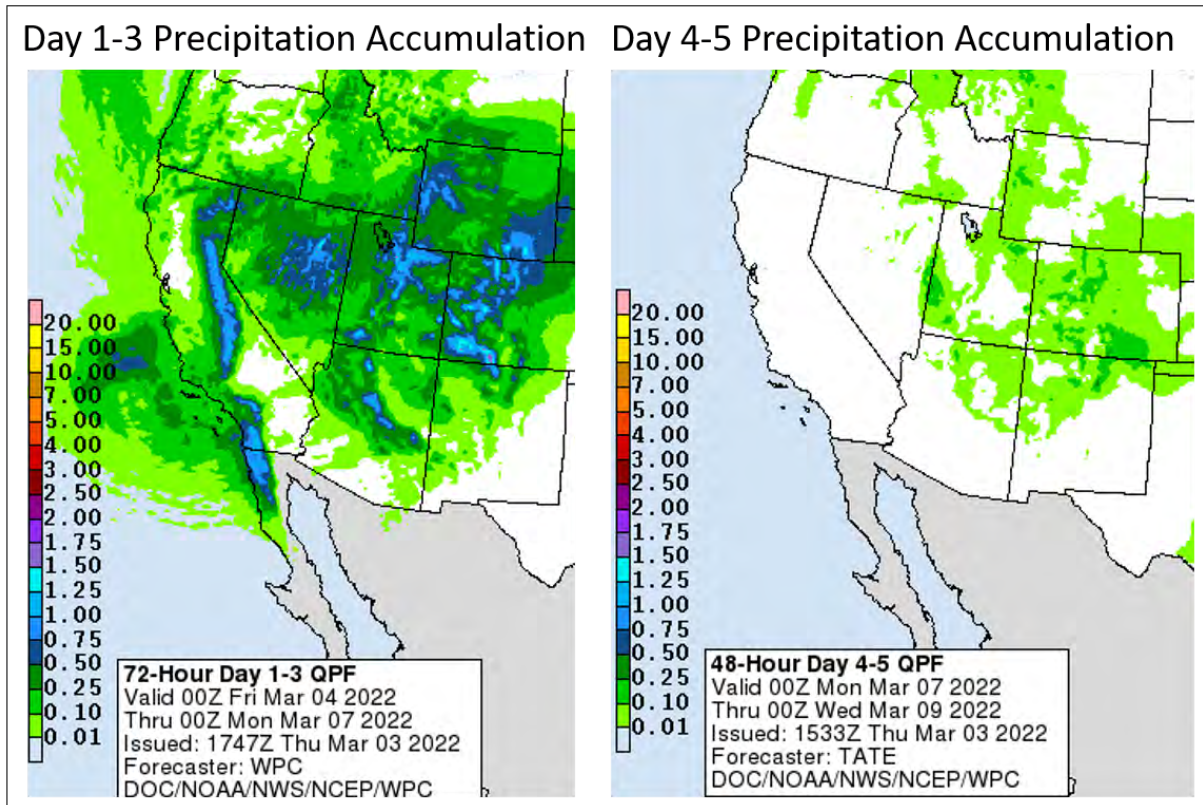 Day 1-3 Precipitation Accumulation
Day 4-5 Precipitation Accumulation
20.00
15.00
10.00
7.00
5.00
4.00
3.00
2.50
2.00
1.75
1.50
1.25
1.00
0.75
0.50
0.25
0.10
0.01
72-Hour Day 1-3 QPF
Valid 00Z Fri Mar 04 2022
Thru 00Z Mon Mar 07 2022
Issued: 1747Z Thu Mar 03 2022
Forecaster: WPC
DOC/NOAA/NWS/NCEP/WPC
20.00
15.00
10.00
7.00
5.00
4.00
3.00
2.50
2.00
1.75
1.50
1.25
1.00
0.75
0.50
0.25
0.10
0.01
48-Hour Day 4-5 QPF
Valid 00Z Mon Mar 07 2022
Thru 00Z Wed Mar 09 2022
Issued: 1533Z Thu Mar 03 2022
Forecaster: TATE
DOC/NOAA/NWS/NCEP/WPC